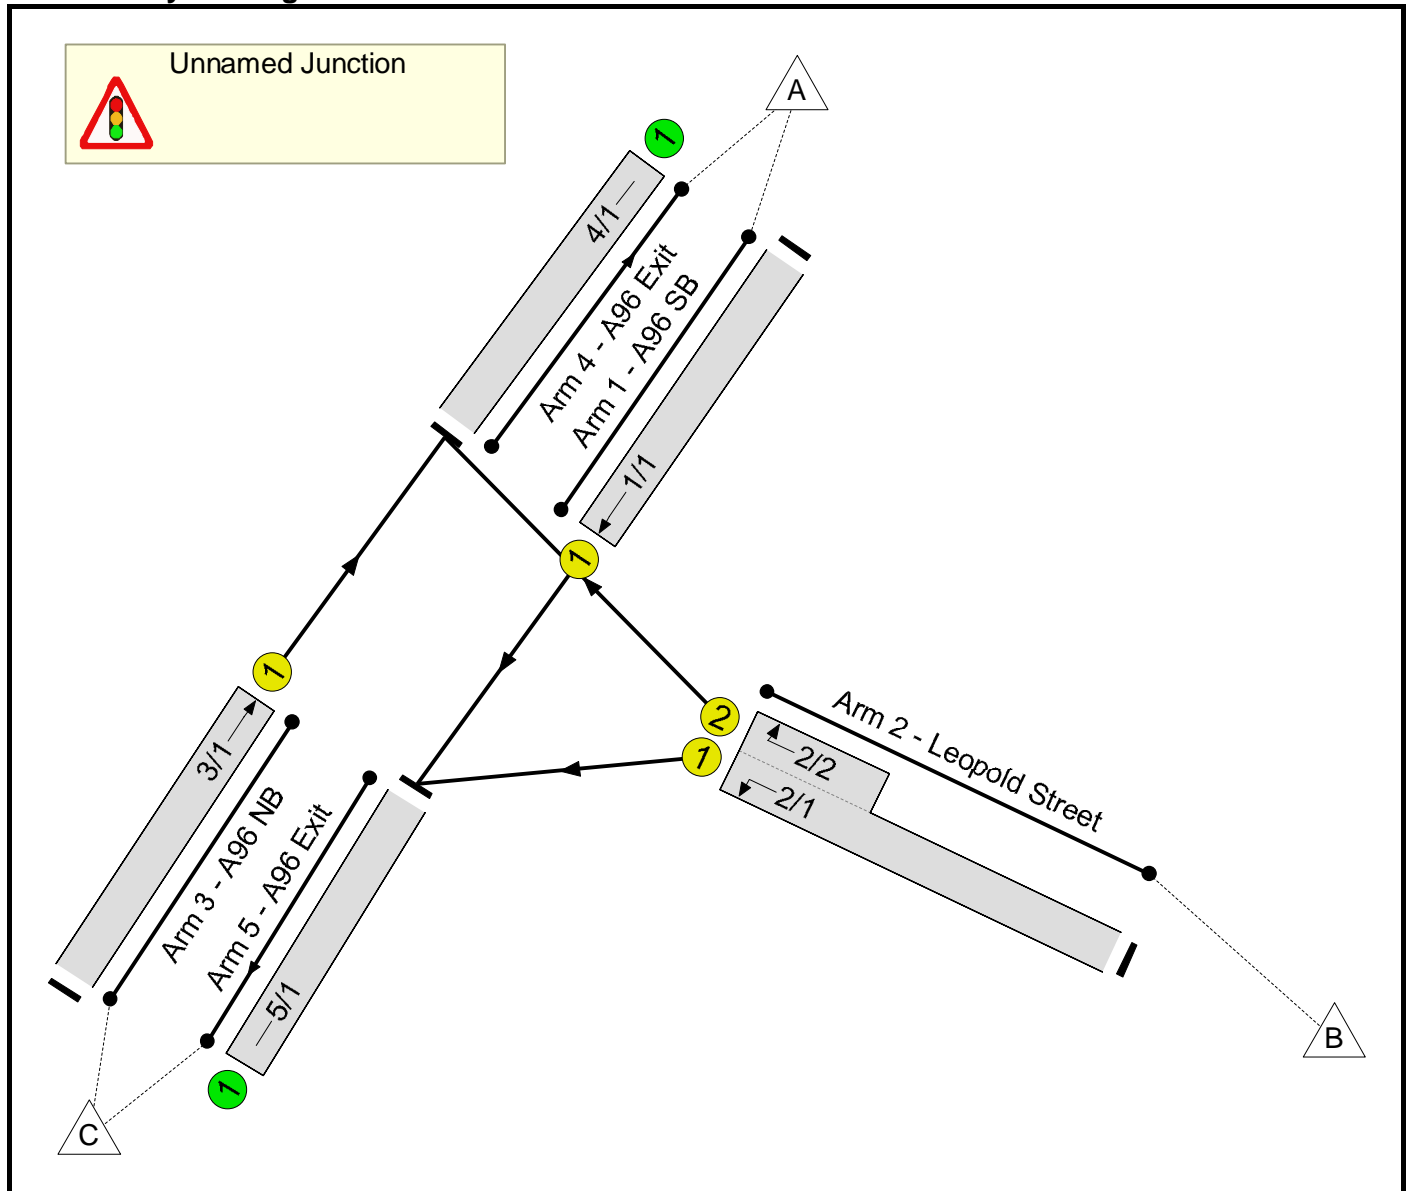 Unnamed Junction
A
1
4/1
Arm 4 - A96 Exit
Arm 1 - A96 SB
1/1
1
1
3/1
Arm 3 - A96 NB
Arm 5 - A96 Exit
5/1
1
2
1
2/2
2/1
Arm 2 - Leopold Street
B
C